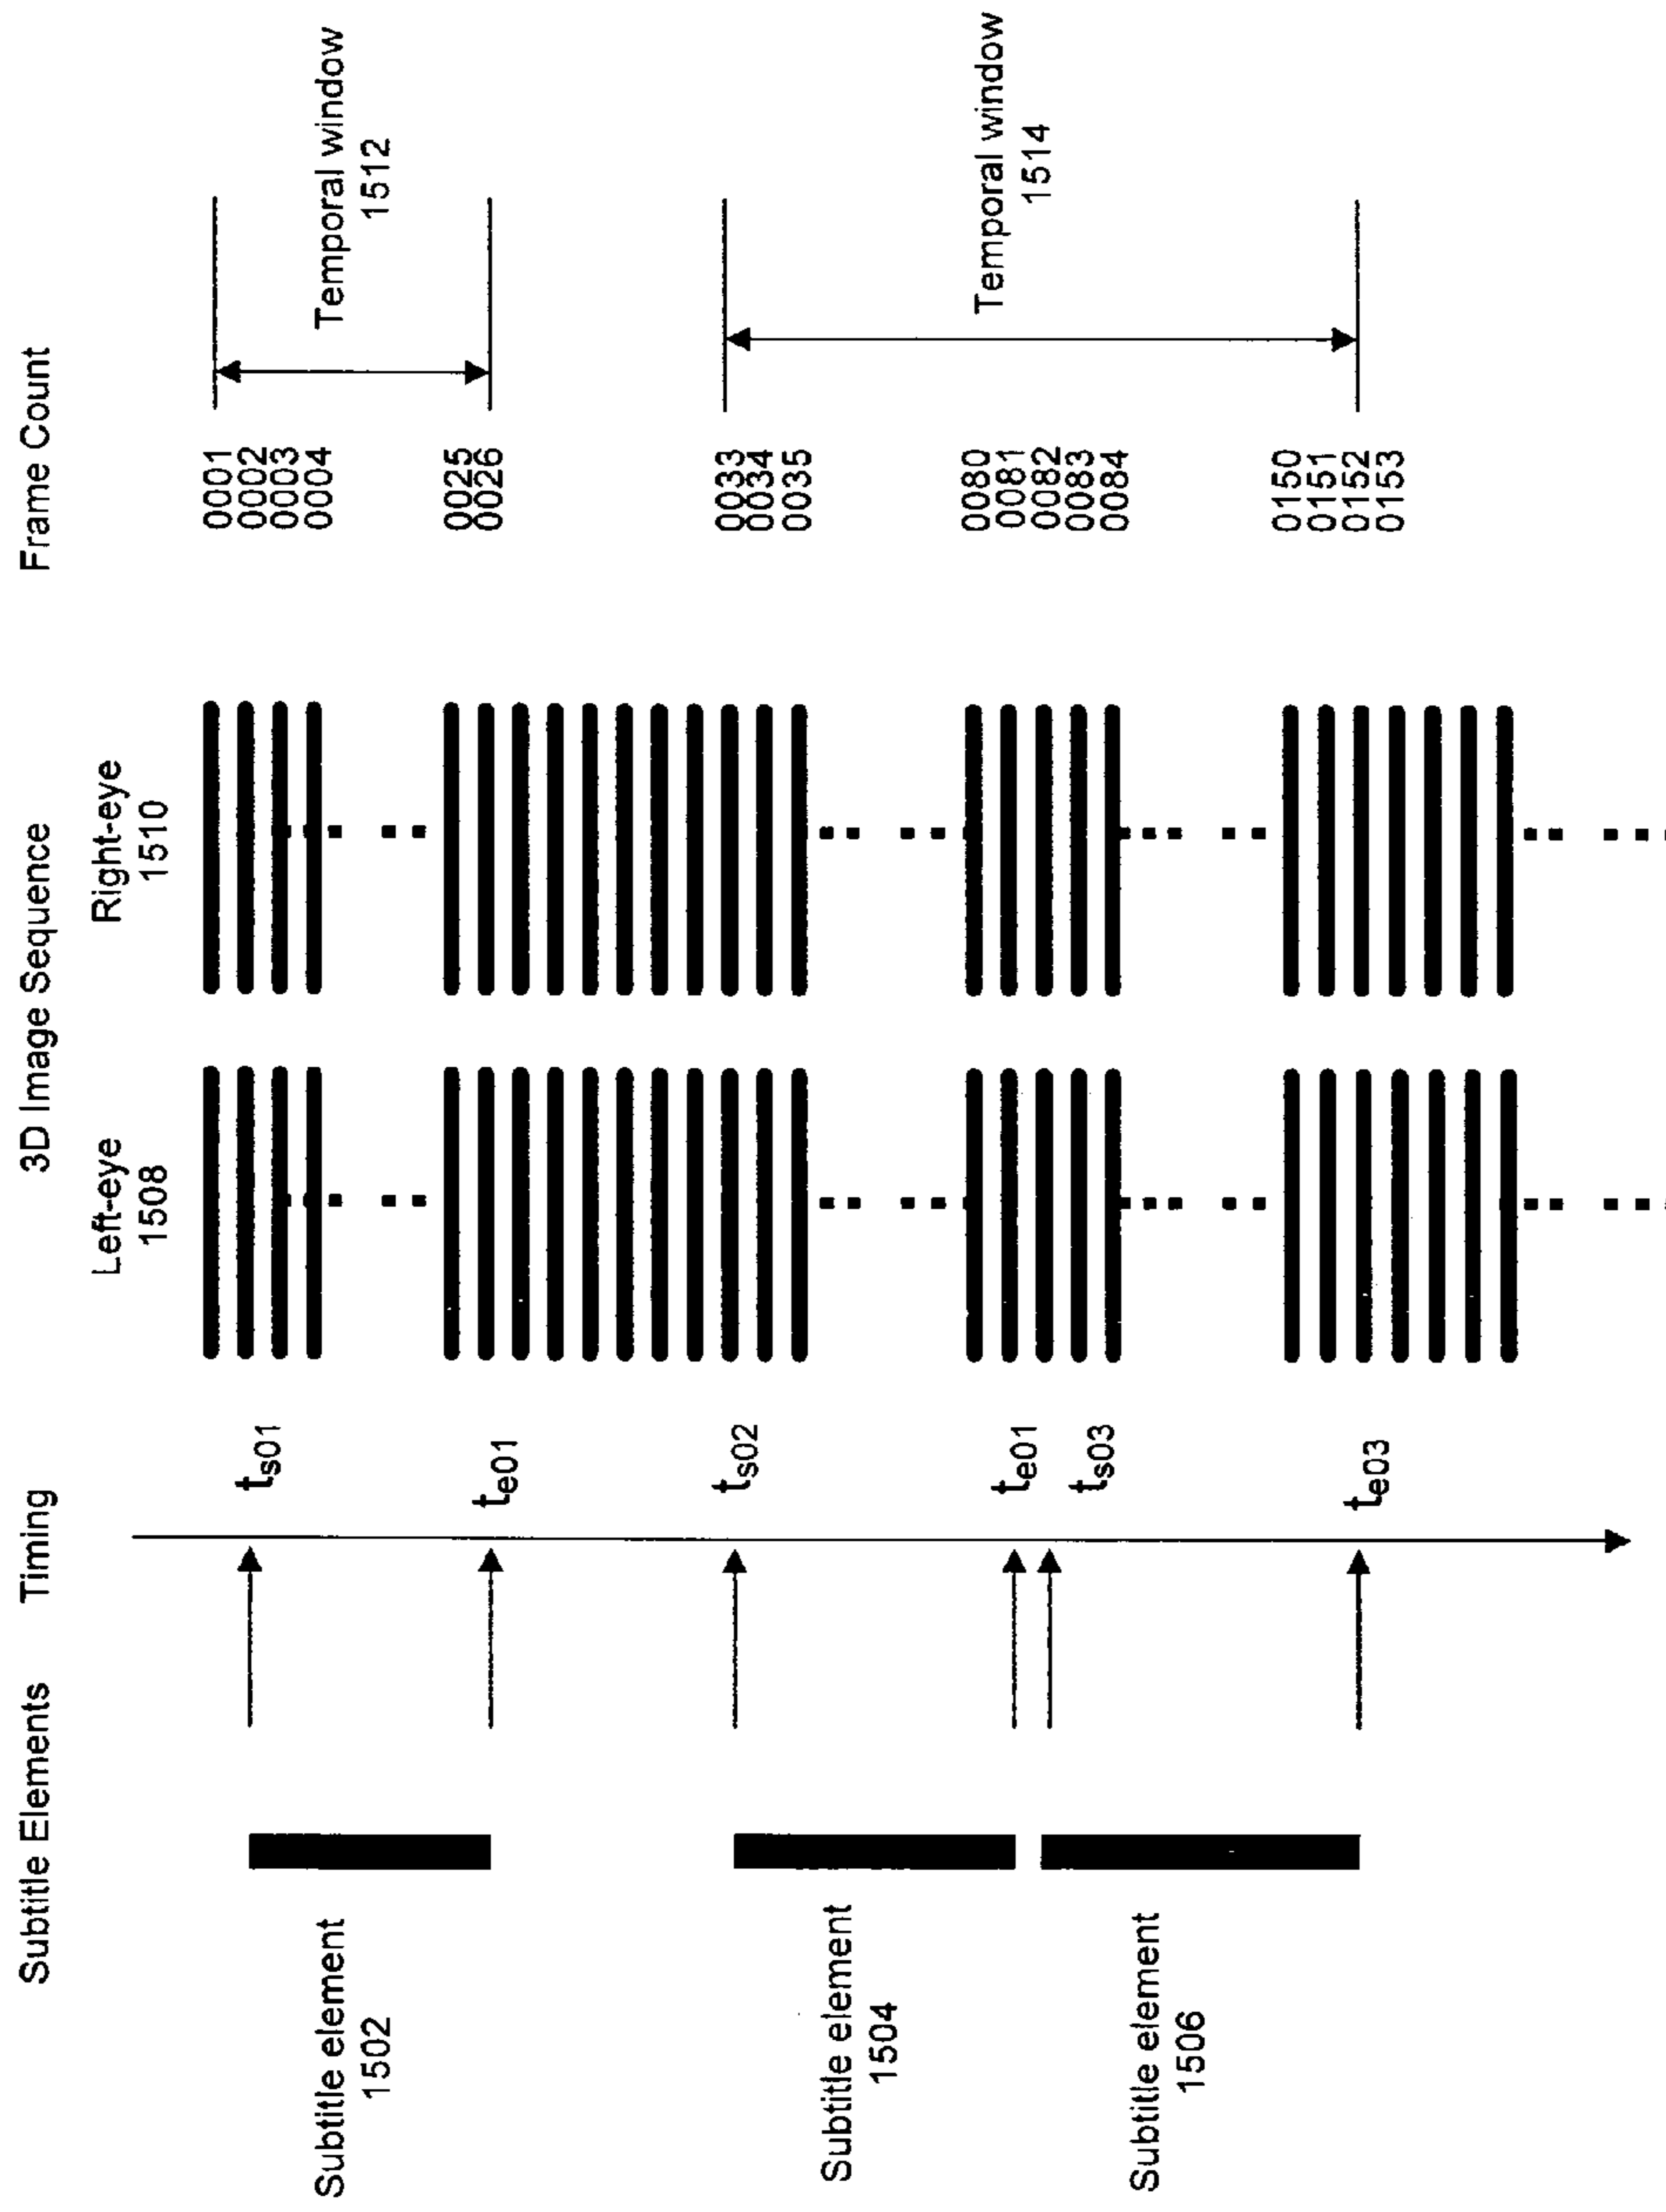 Subtitle Elements
Timing
3D Image Sequence
Frame Count
Left-eye
1508
Right-eye
1510
Subtitle element
1502
Subtitle element
1504
Subtitle element
1506
ts01
te01
ts02
te01
ts03
te03
0001
0002
0003
0004
0025
0026
0033
0034
0035
0080
0081
0082
0083
0084
0150
0151
0152
0153
Temporal window
1512
Temporal window
1514